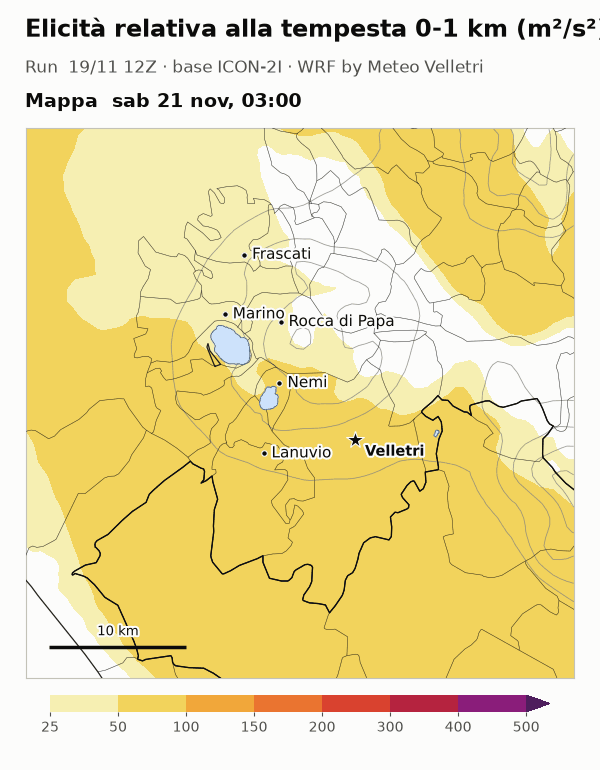 Elicità relativa alla tempesta 0-1 km (m²/s²)
Run 19/11 12Z · base ICON-2I · WRF by Meteo Velletri
Mappa sab 21 nov, 03:00
Frascati
Marino
Rocca di Papa
Nemi
Lanuvio
Velletri
10 km
25 50 100 150 200 300 400 500